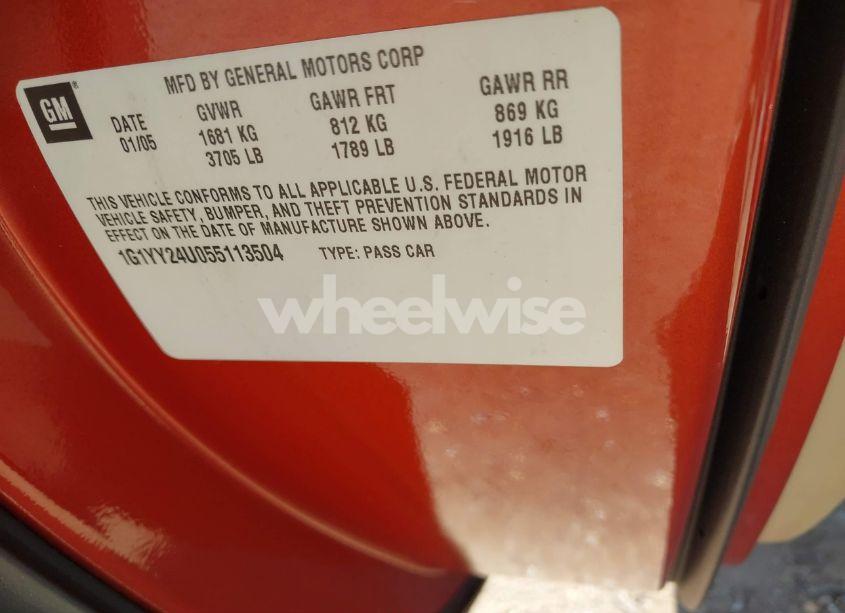 GM®
MFD BY GENERAL MOTORS CORP
DATE GVWR GAWR FRT GAWR RR
01/05 1681 KG 812 KG 869 KG
3705 LB 1789 LB 1916 LB
THIS VEHICLE CONFORMS TO ALL APPLICABLE U.S. FEDERAL MOTOR
VEHICLE SAFETY, BUMPER, AND THEFT PREVENTION STANDARDS IN
EFFECT ON THE DATE OF MANUFACTURE SHOWN ABOVE.
1G1YY24U055113504 TYPE: PASS CAR
wheelwise